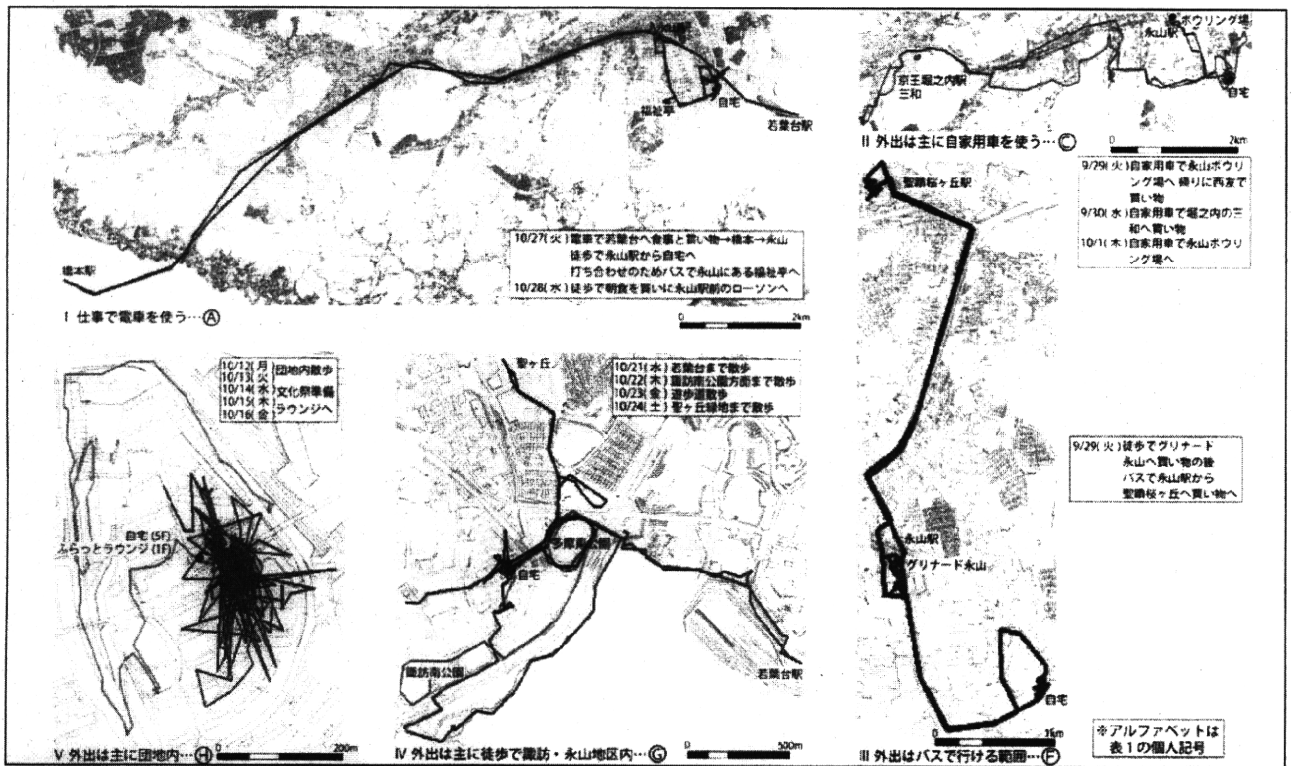 福祉亭
自宅
若葉台駅
橋本駅
10/27(火) 電車で若葉台へ食事と買い物→橋本→永山
徒歩で永山駅から自宅へ
打ち合わせのためバスで永山にある福祉亭へ
10/28(水) 徒歩で朝食を買いに永山駅前のローソンへ
2km
I 仕事で電車を使う…Ⓐ
ボウリング場
永山駅
京王堀之内駅
三和
自宅
II 外出は主に自家用車を使う…Ⓒ
0 2km
9/29(火) 自家用車で永山ボウリ
ング場へ 帰りに西友で
買い物
9/30(水) 自家用車で堀之内の三
和へ買い物
10/1(木) 自家用車で永山ボウリ
ング場へ
聖蹟桜ヶ丘駅
9/29(火) 徒歩でグリナード
永山へ買い物の後
バスで永山駅から
聖蹟桜ヶ丘へ買い物へ
永山駅
グリナード永山
自宅
1km
III 外出はバスで行ける範囲…Ⓕ
聖ヶ丘
10/21(水) 若葉台まで散歩
10/22(木) 諏訪南公園方面まで散歩
10/23(金) 遊歩道散歩
10/24(土) 聖ヶ丘緑地まで散歩
多摩南公園
自宅
諏訪南公園
若葉台駅
IV 外出は主に徒歩で諏訪・永山地区内…Ⓖ
0 500m
10/12(月)
10/13(火)
10/14(水)
10/15(木)
10/16(金)
団地内散歩
文化祭準備
ラウンジへ
自宅(5F)
ふらっとラウンジ(1F)
V 外出は主に団地内…Ⓗ
0 200m
※アルファベットは
表1の個人記号